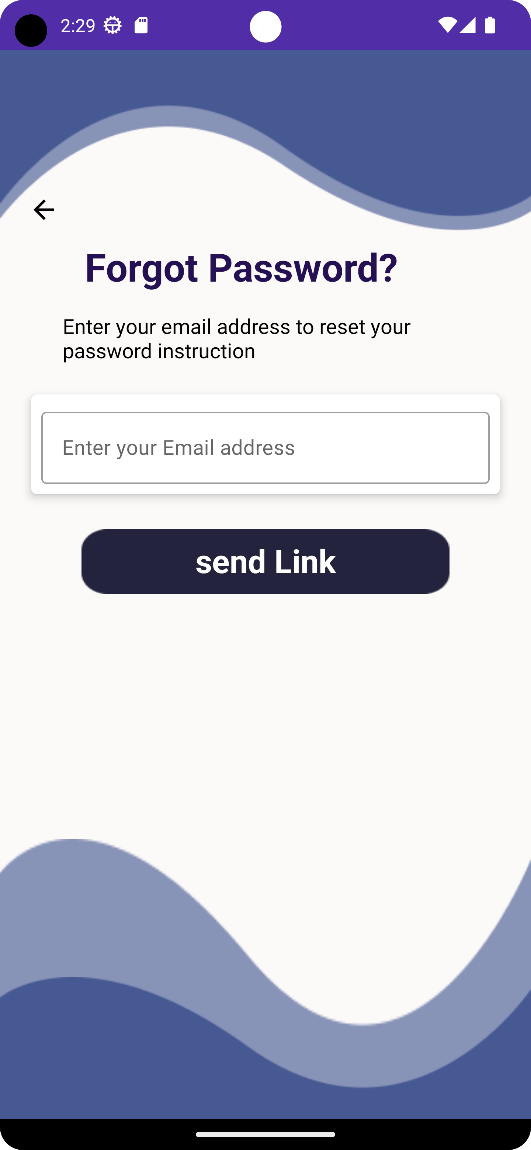 2:29
Forgot Password?
Enter your email address to reset your
password instruction
Enter your Email address
send Link